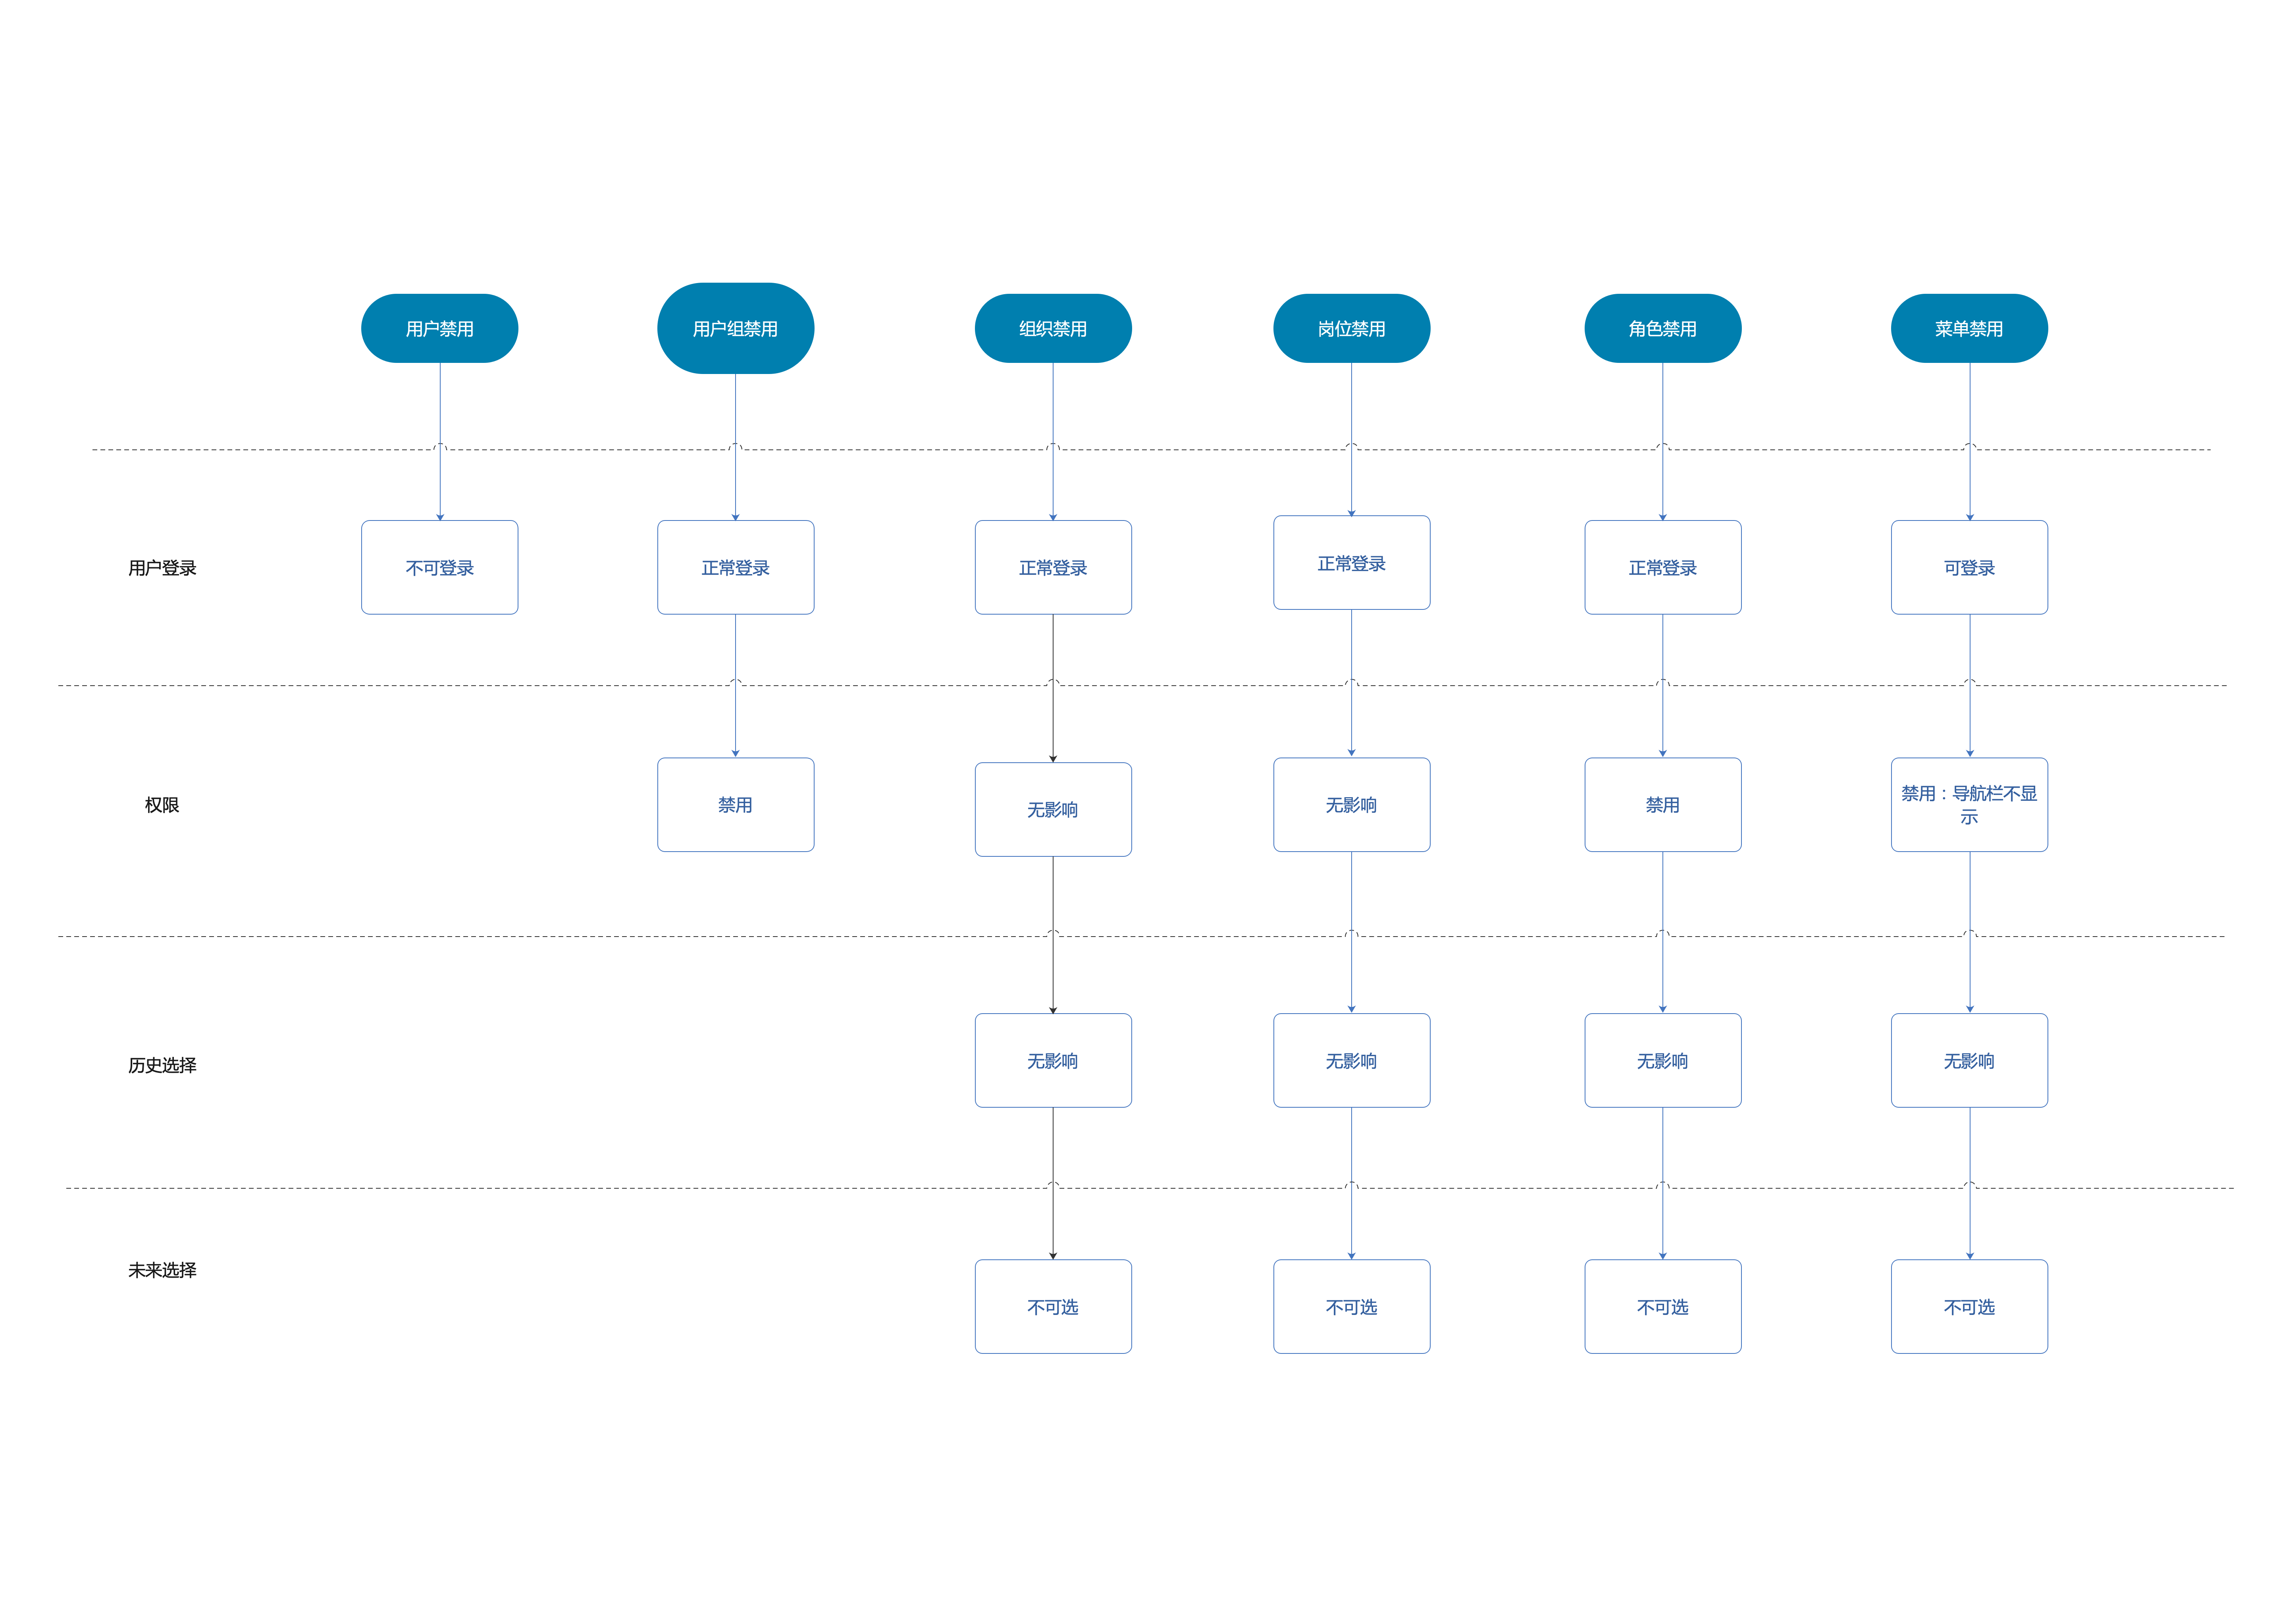 用户禁用
用户组禁用
组织禁用
岗位禁用
角色禁用
菜单禁用
用户登录
不可登录
正常登录
正常登录
正常登录
正常登录
可登录
权限
禁用
无影响
无影响
禁用
禁用：导航栏不显
示
历史选择
无影响
无影响
无影响
无影响
未来选择
不可选
不可选
不可选
不可选